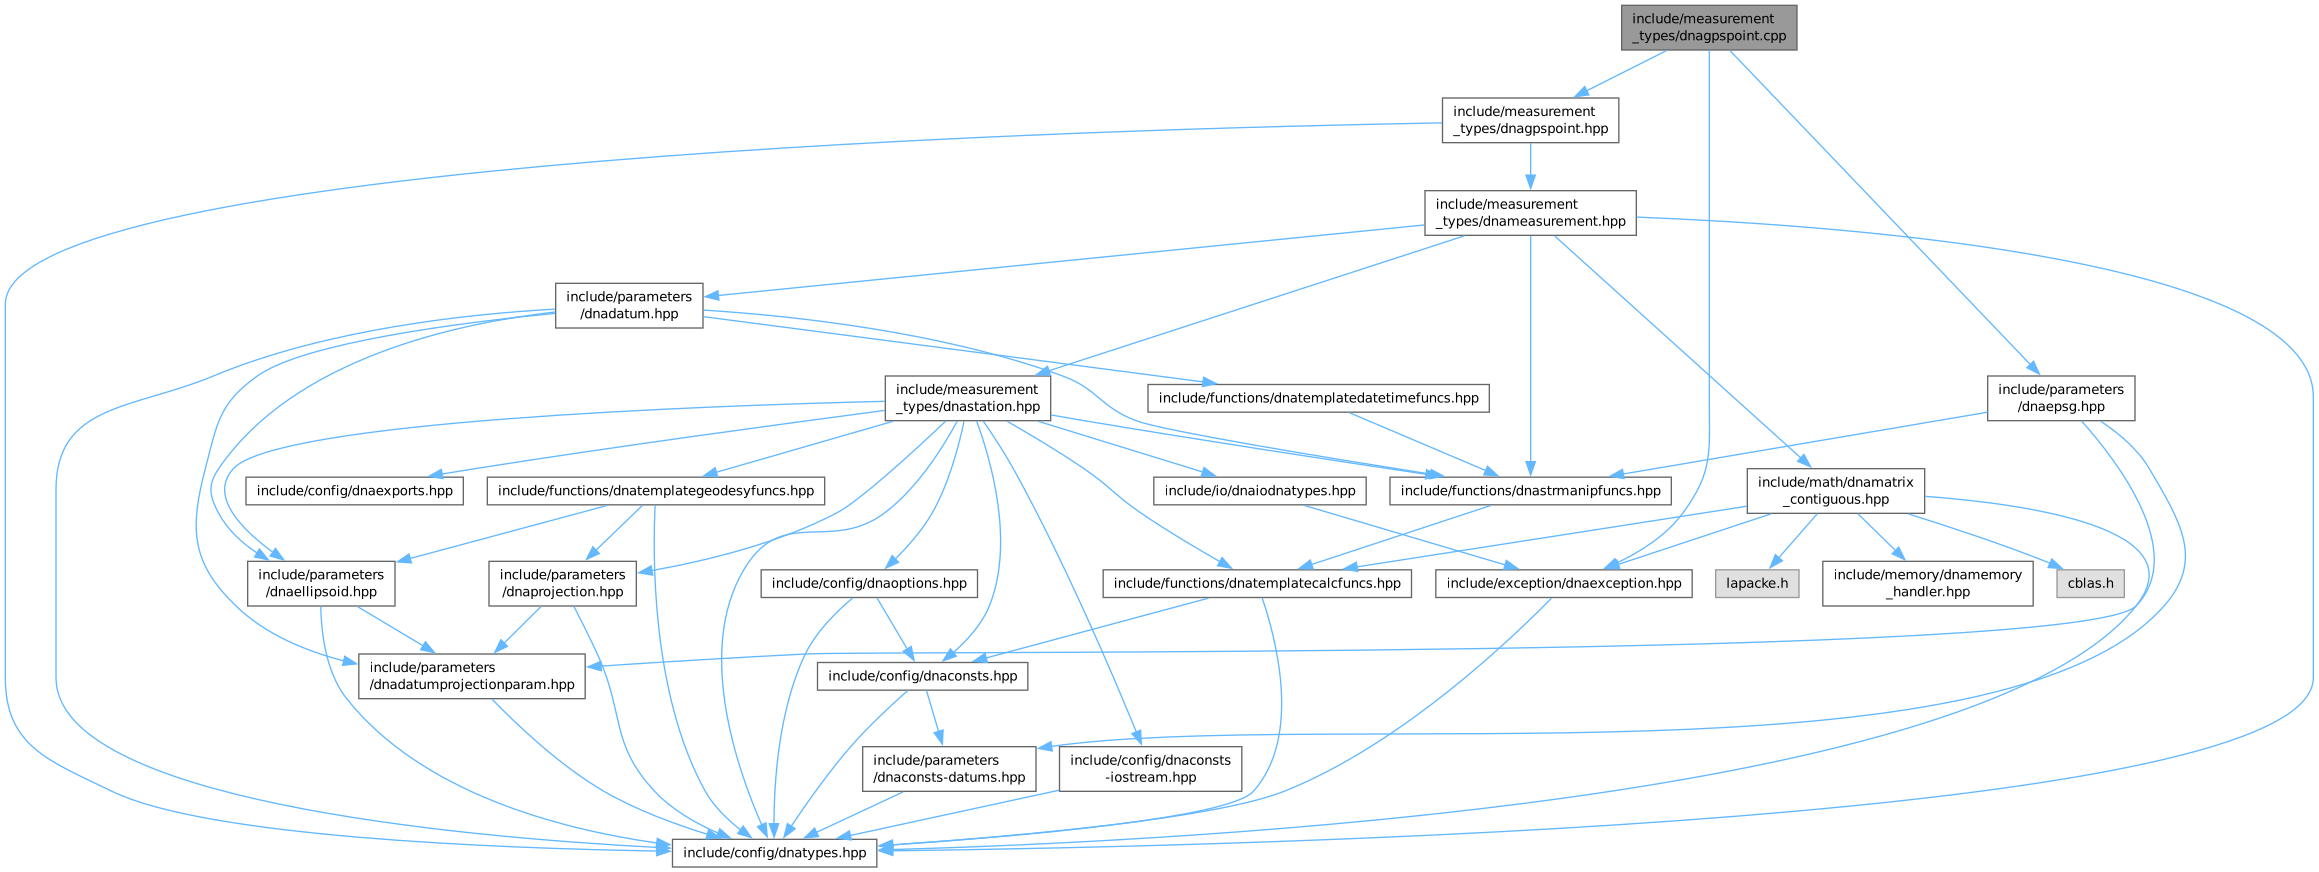 include/measurement
_types/dnagpspoint.cpp
include/measurement
_types/dnagpspoint.hpp
include/measurement
_types/dnameasurement.hpp
include/parameters
/dnadatum.hpp
include/measurement
_types/dnastation.hpp
include/functions/dnatemplatedatetimefuncs.hpp
include/parameters
/dnaepsg.hpp
include/config/dnaexports.hpp
include/functions/dnatemplategeodesyfuncs.hpp
include/io/dnaiodnatypes.hpp
include/functions/dnastrmanipfuncs.hpp
include/math/dnamatrix
_contiguous.hpp
include/parameters
/dnaellipsoid.hpp
include/parameters
/dnaprojection.hpp
include/config/dnaoptions.hpp
include/functions/dnatemplatecalcfuncs.hpp
include/exception/dnaexception.hpp
lapacke.h
include/memory/dnamemory
_handler.hpp
cblas.h
include/parameters
/dnadatumprojectionparam.hpp
include/config/dnaconsts.hpp
include/parameters
/dnaconsts-datums.hpp
include/config/dnaconsts
-iostream.hpp
include/config/dnatypes.hpp